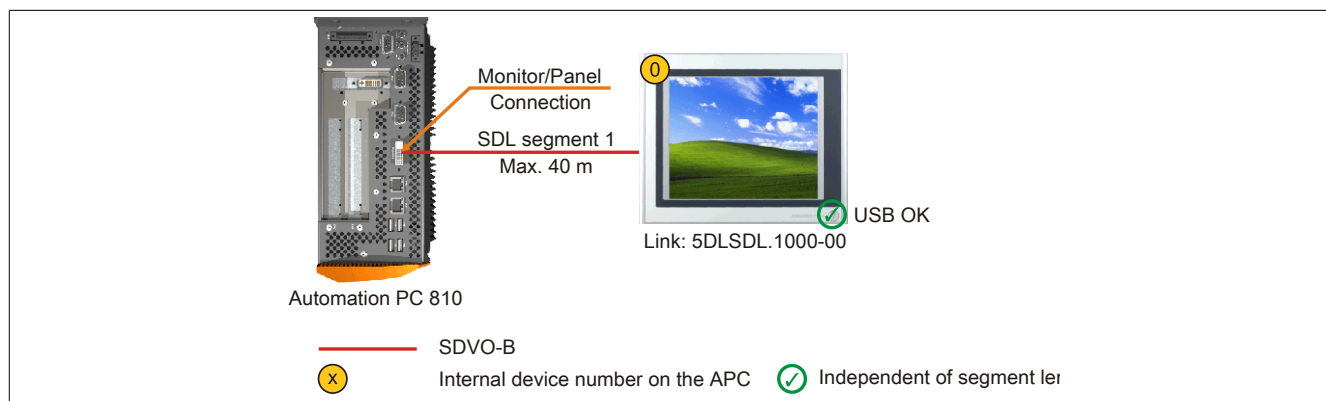 Monitor/Panel
Connection
SDL segment 1
Max. 40 m
0
USB OK
Link: 5DLSDL.1000-00
Automation PC 810
SDVO-B
x Internal device number on the APC
Independent of segment